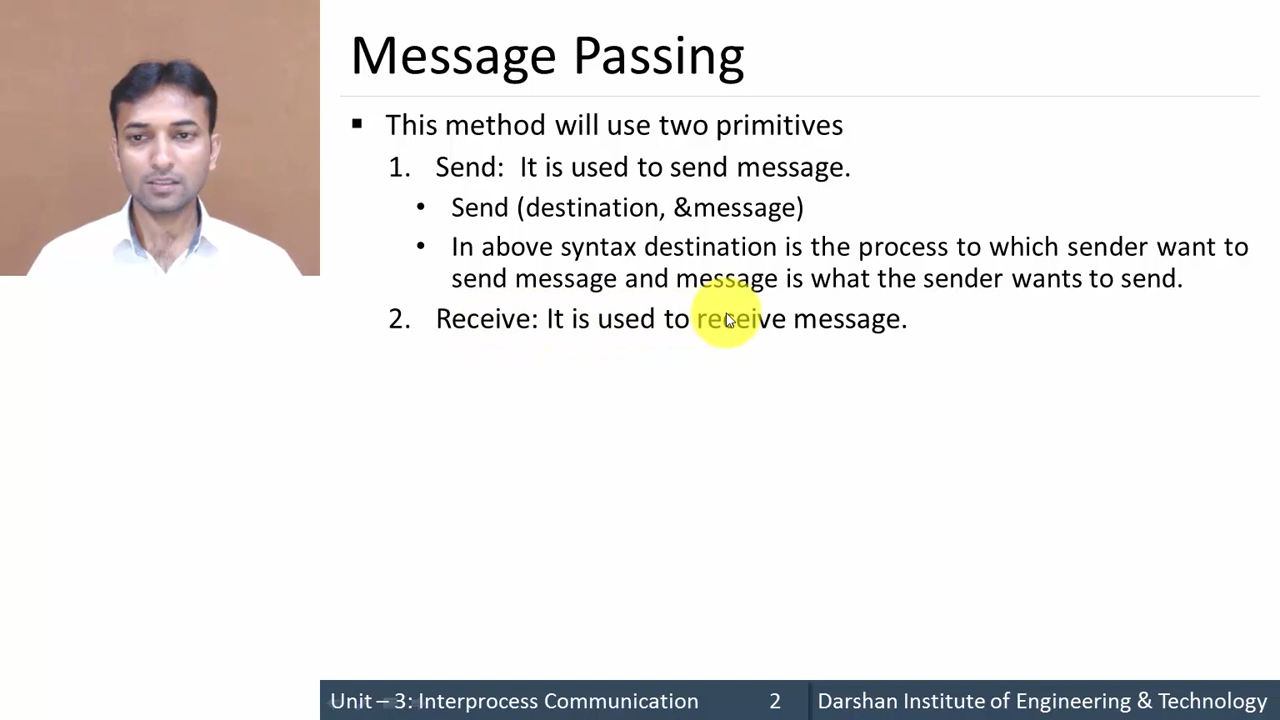 Message Passing
▪ This method will use two primitives
1. Send: It is used to send message.
• Send (destination, &message)
• In above syntax destination is the process to which sender want to
send message and message is what the sender wants to send.
2. Receive: It is used to receive message.
Unit – 3: Interprocess Communication 2 Darshan Institute of Engineering & Technology